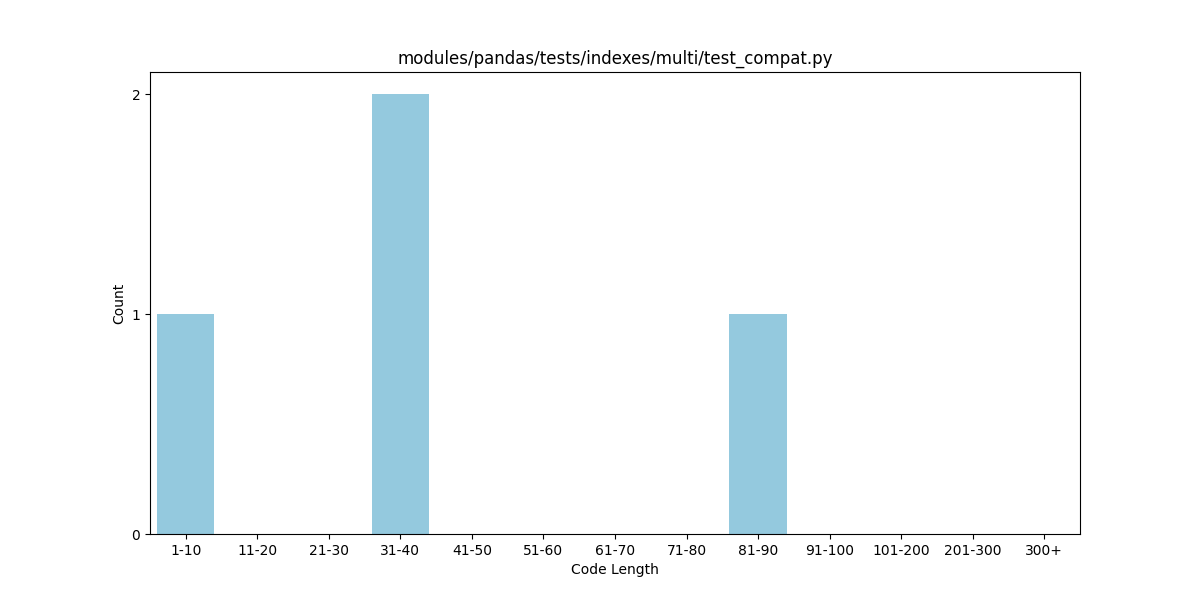 modules/pandas/tests/indexes/multi/test_compat.py
2
1
0
Count
1-10 11-20 21-30 31-40 41-50 51-60 61-70 71-80 81-90 91-100 101-200 201-300 300+
Code Length